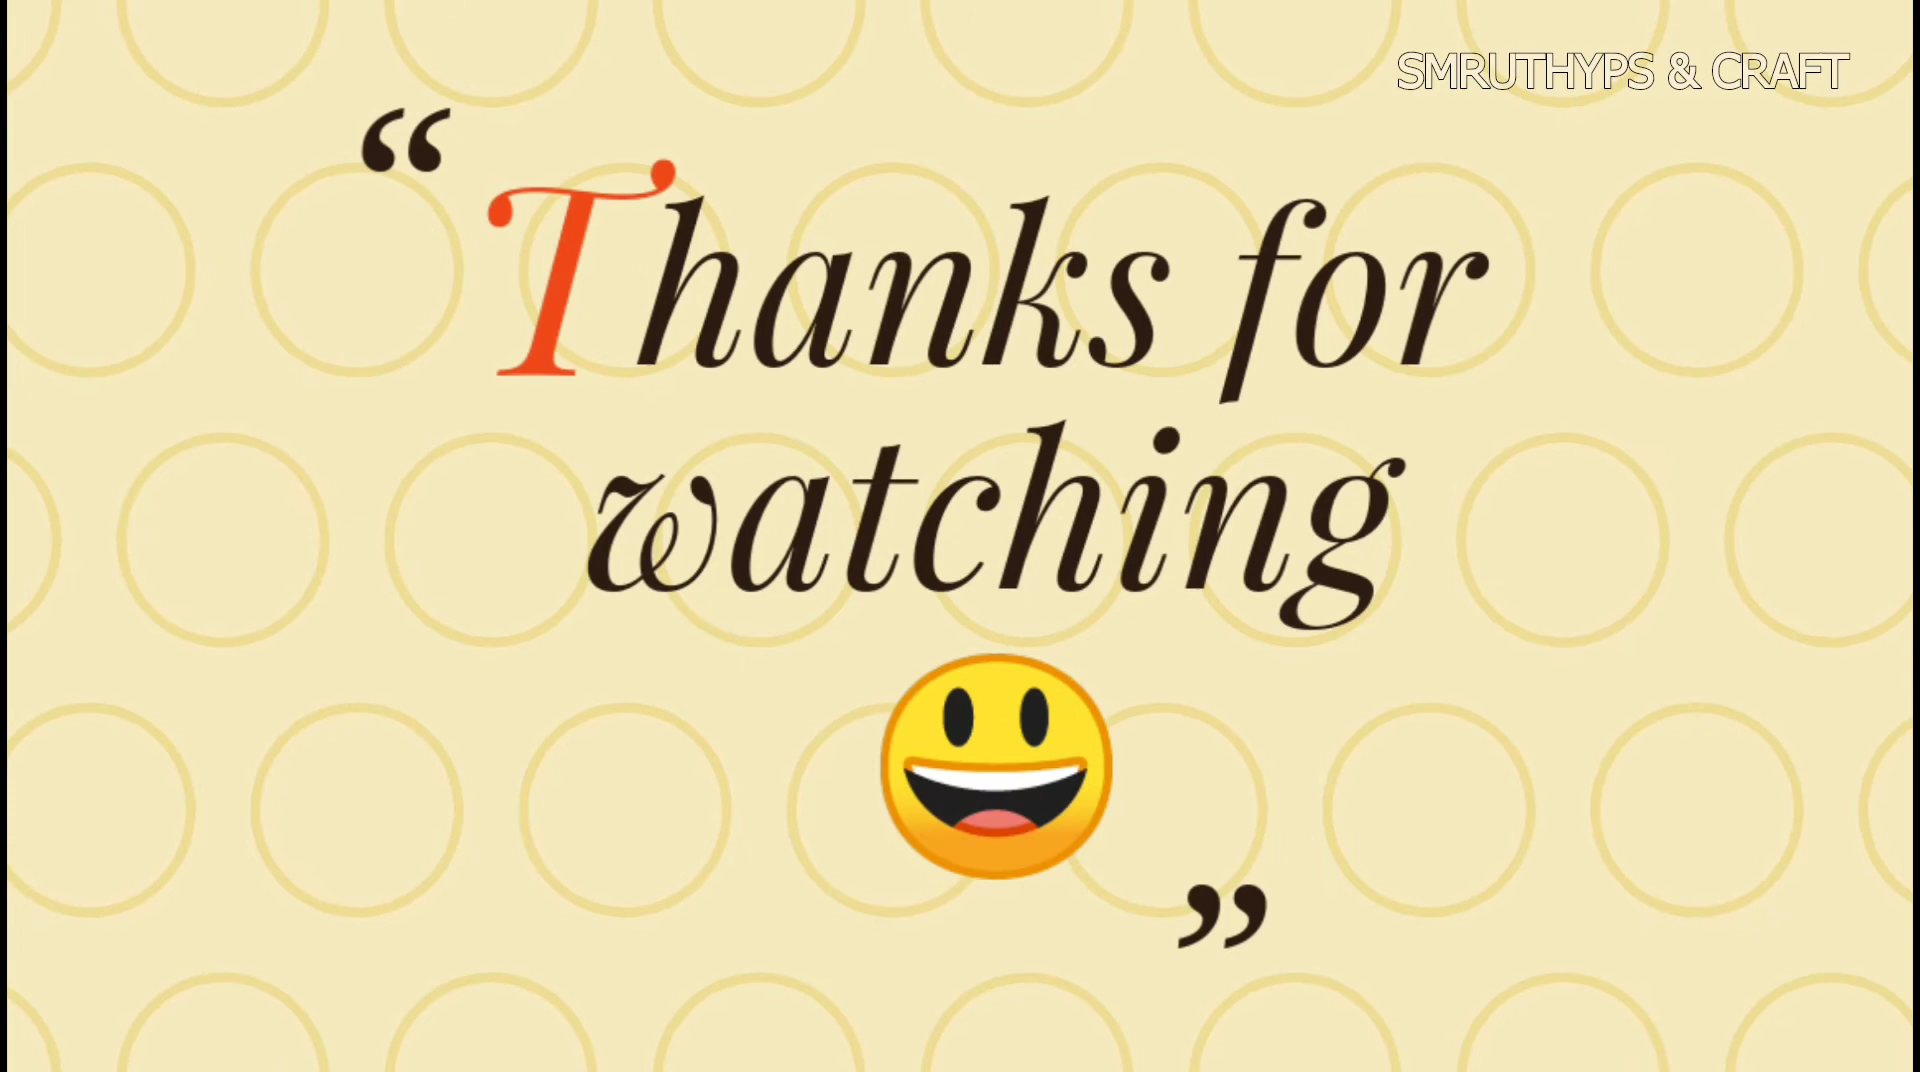 SMRUTHYPS & CRAFT
“Thanks for
watching
😃
”